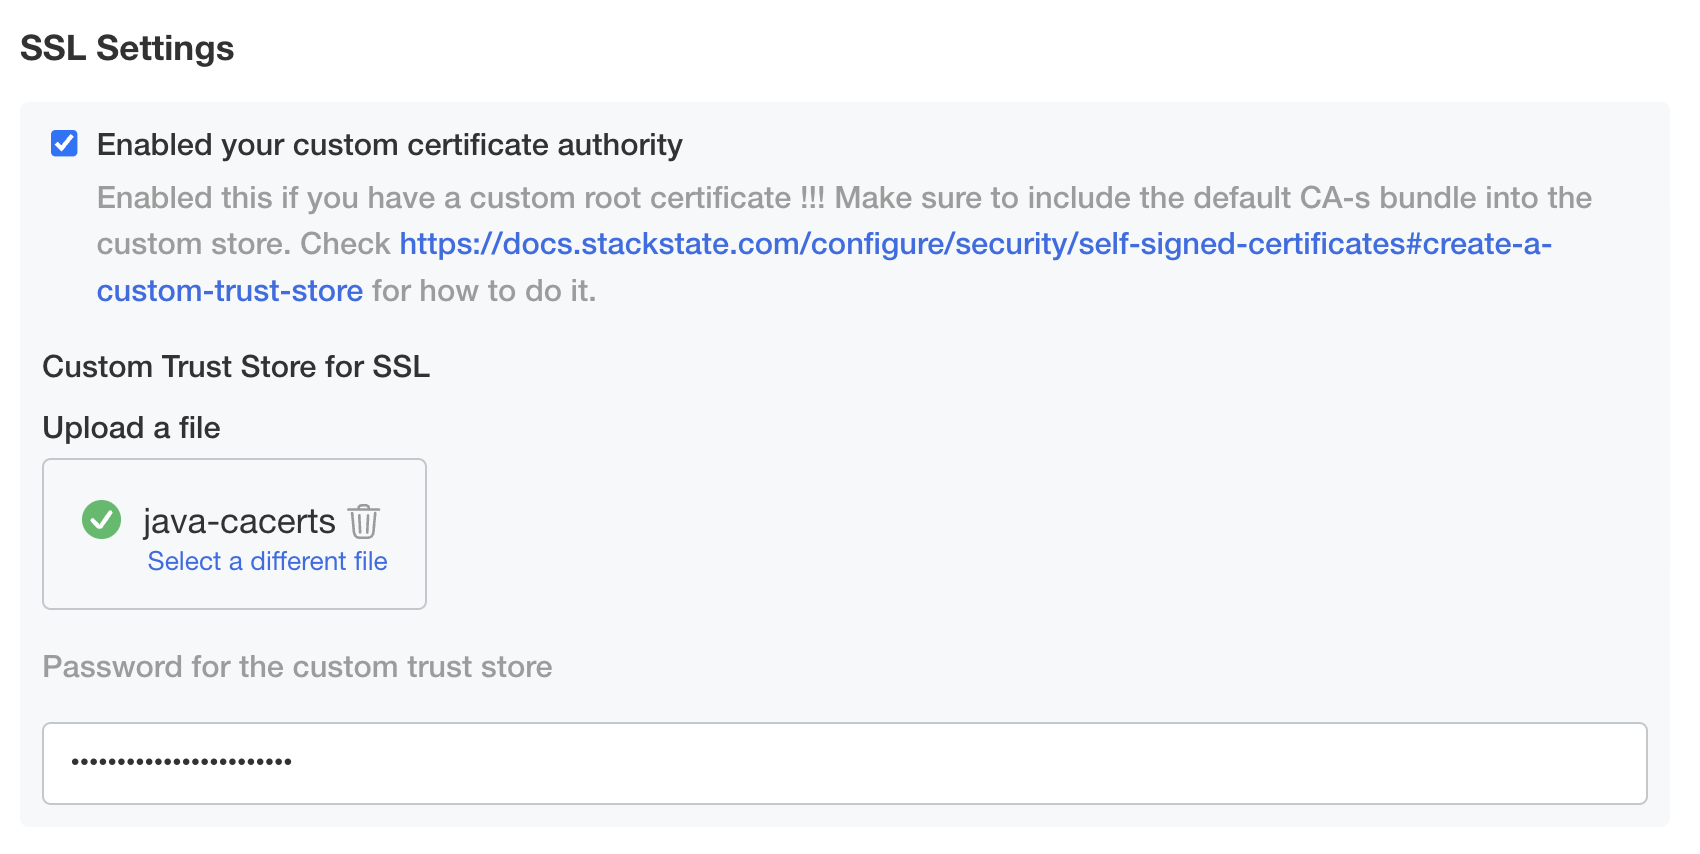 SSL Settings
Enabled your custom certificate authority
Enabled this if you have a custom root certificate !!! Make sure to include the default CA-s bundle into the
custom store. Check https://docs.stackstate.com/configure/security/self-signed-certificates#create-a-
custom-trust-store for how to do it.
Custom Trust Store for SSL
Upload a file
java-cacerts
Select a different file
Password for the custom trust store
••••••••••••••••••••••••